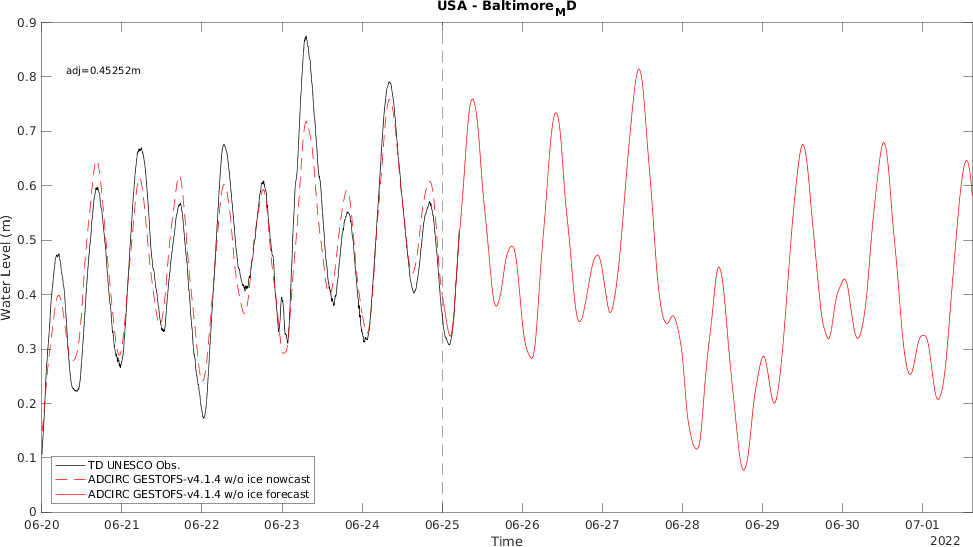 USA - Baltimore_MD
0.9
0.8
0.7
0.6
0.5
0.4
0.3
0.2
0.1
0
Water Level (m)
adj=0.45252m
TD UNESCO Obs.
ADCIRC GESTOFS-v4.1.4 w/o ice nowcast
ADCIRC GESTOFS-v4.1.4 w/o ice forecast
06-20 06-21 06-22 06-23 06-24 06-25 06-26 06-27 06-28 06-29 06-30 07-01
Time
2022